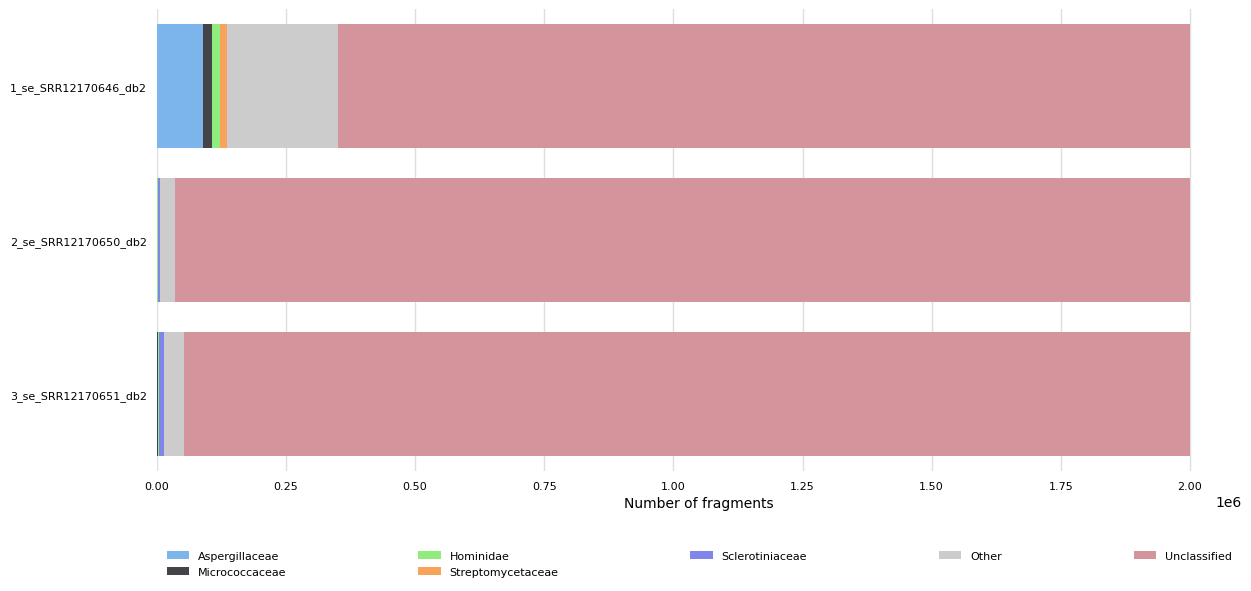 1_se_SRR12170646_db2
2_se_SRR12170650_db2
3_se_SRR12170651_db2
0.00 0.25 0.50 0.75 1.00 1.25 1.50 1.75 2.00
1e6
Number of fragments
Aspergillaceae Hominidae Sclerotiniaceae Other Unclassified
Micrococcaceae Streptomycetaceae